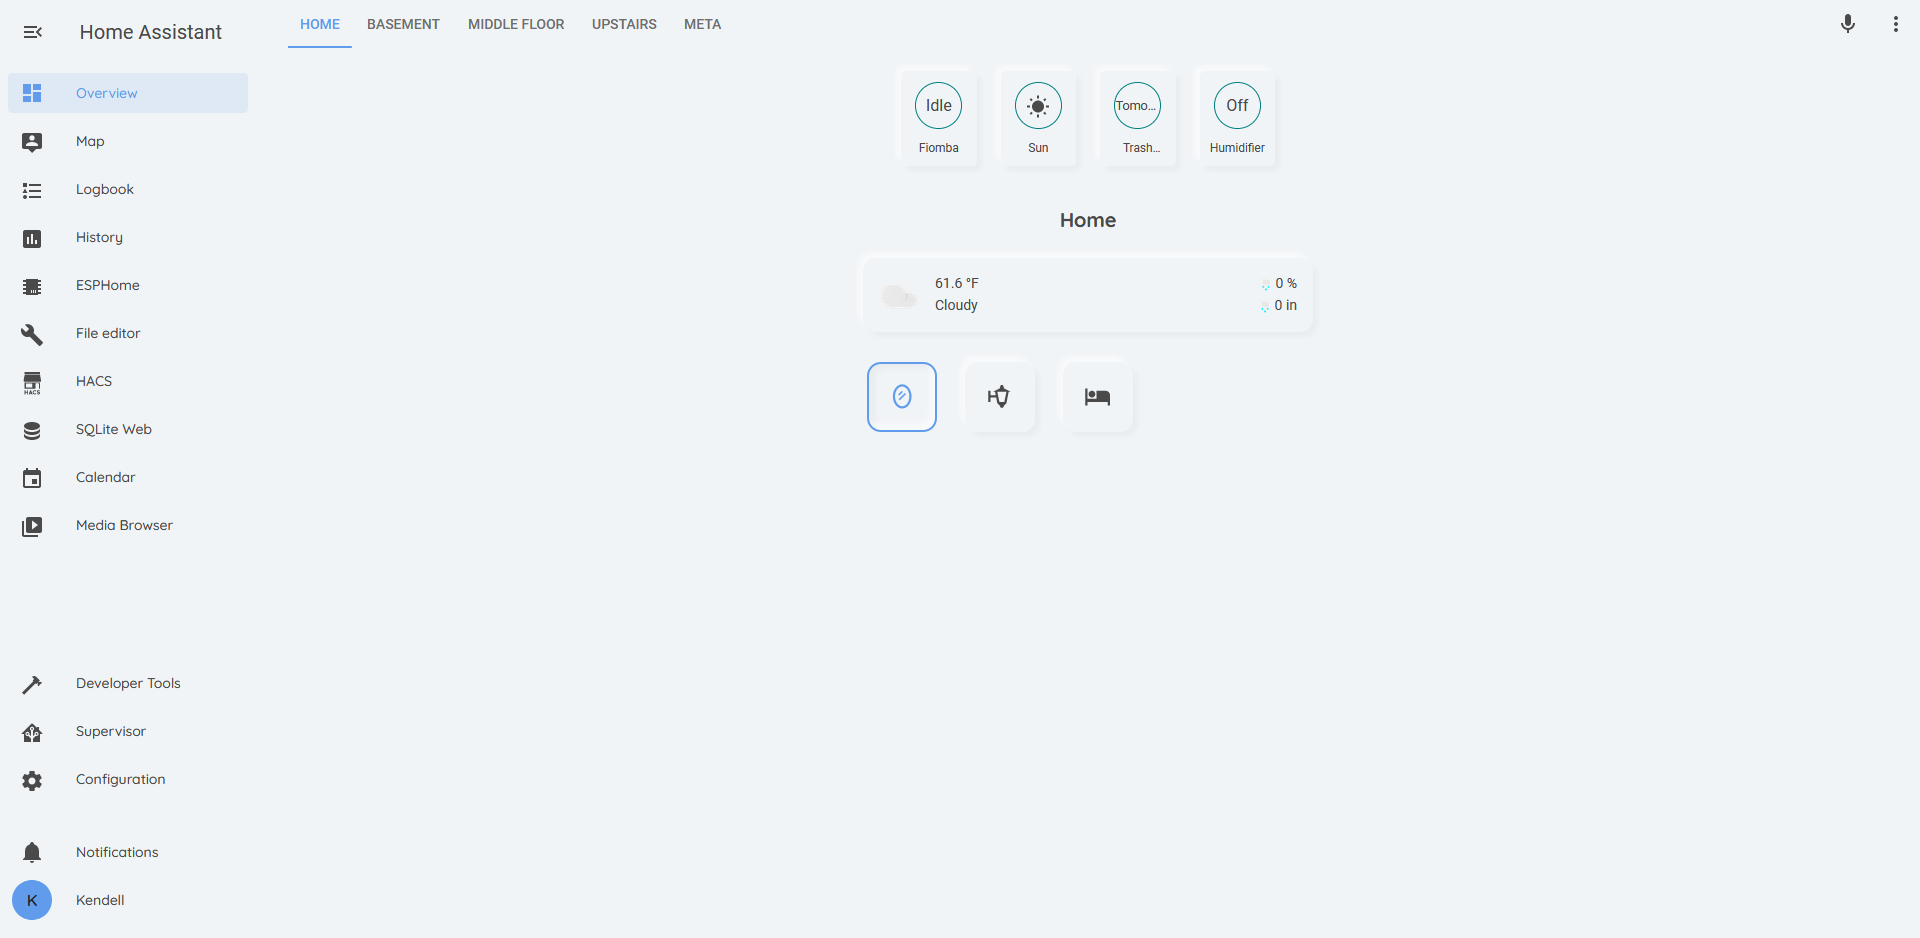 Home Assistant
HOME BASEMENT MIDDLE FLOOR UPSTAIRS META
Overview
Map
Logbook
History
ESPHome
File editor
HACS
HACS
SQLite Web
Calendar
Media Browser
Developer Tools
Supervisor
Configuration
Notifications
K
Kendell
Idle
Fiomba
Sun
Tomo...
Trash...
Off
Humidifier
Home
61.6 °F
Cloudy
0 %
0 in